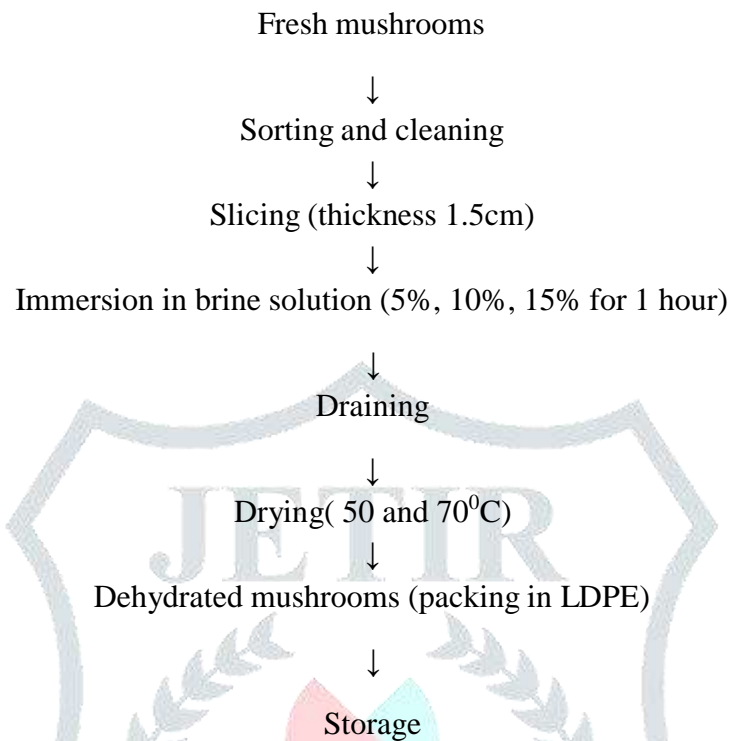 Fresh mushrooms
↓
Sorting and cleaning
↓
Slicing (thickness 1.5cm)
↓
Immersion in brine solution (5%, 10%, 15% for 1 hour)
↓
Draining
↓
JETIR
Drying( 50 and 70⁰C)
↓
Dehydrated mushrooms (packing in LDPE)
↓
Storage